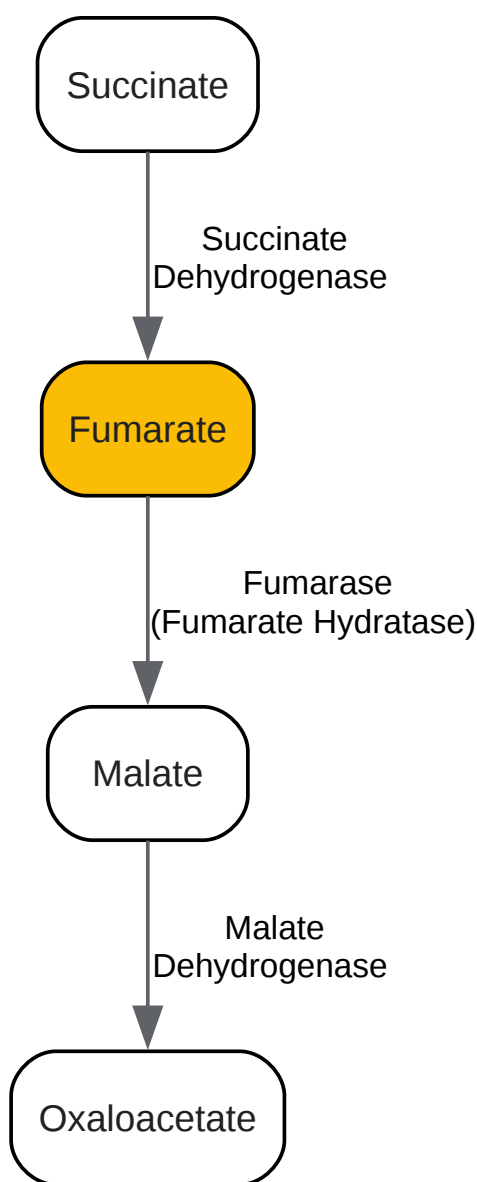 Succinate
Succinate
Dehydrogenase
Fumarate
Fumarase
(Fumarate Hydratase)
Malate
Malate
Dehydrogenase
Oxaloacetate